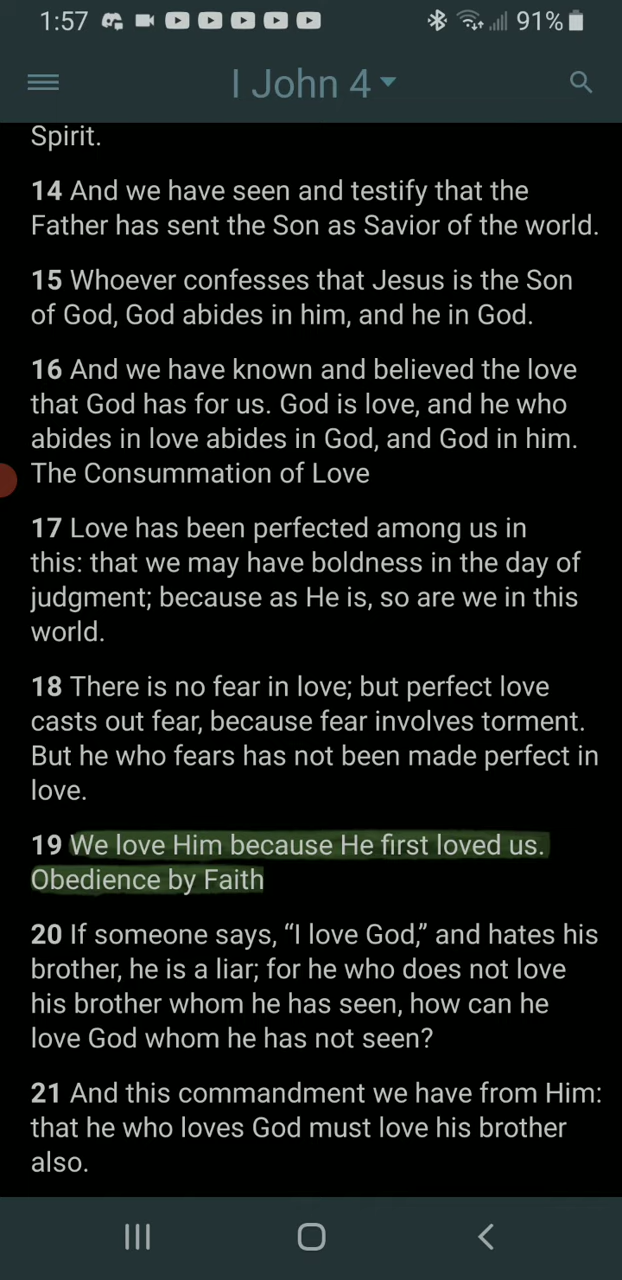 1:57
91%
I John 4
Spirit.
14 And we have seen and testify that the
Father has sent the Son as Savior of the world.
15 Whoever confesses that Jesus is the Son
of God, God abides in him, and he in God.
16 And we have known and believed the love
that God has for us. God is love, and he who
abides in love abides in God, and God in him.
The Consummation of Love
17 Love has been perfected among us in
this: that we may have boldness in the day of
judgment; because as He is, so are we in this
world.
18 There is no fear in love; but perfect love
casts out fear, because fear involves torment.
But he who fears has not been made perfect in
love.
19 We love Him because He first loved us.
Obedience by Faith
20 If someone says, “I love God,” and hates his
brother, he is a liar; for he who does not love
his brother whom he has seen, how can he
love God whom he has not seen?
21 And this commandment we have from Him:
that he who loves God must love his brother
also.